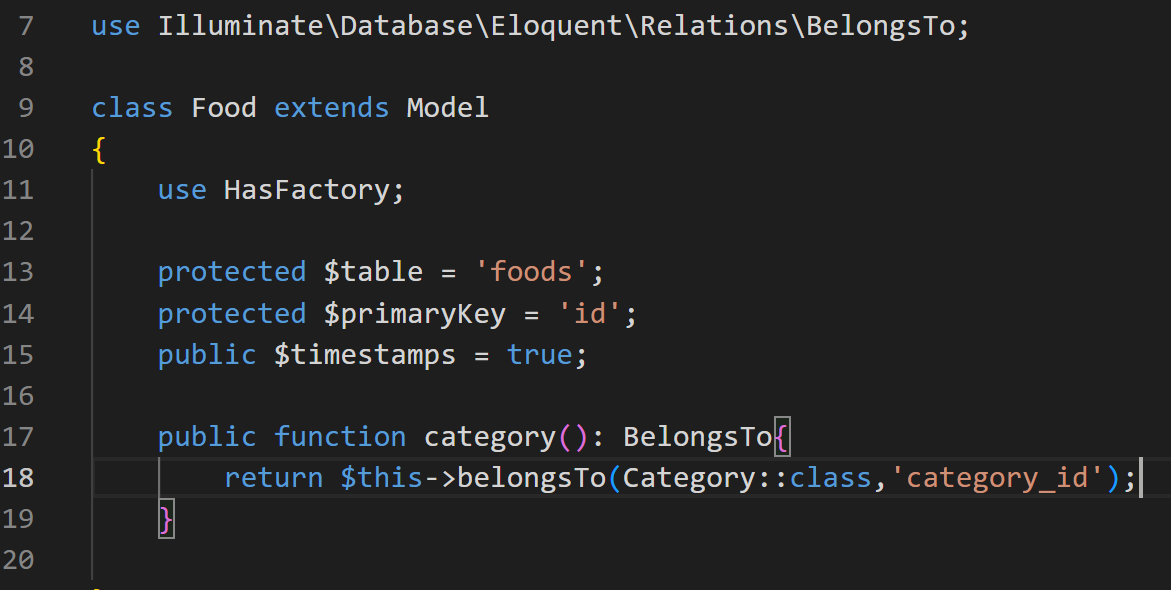 7 use Illuminate\Database\Eloquent\Relations\BelongsTo;
8
9 class Food extends Model
10 {
11 use HasFactory;
12
13 protected $table = 'foods';
14 protected $primaryKey = 'id';
15 public $timestamps = true;
16
17 public function category(): BelongsTo{
18 return $this->belongsTo(Category::class,'category_id');
19 }
20